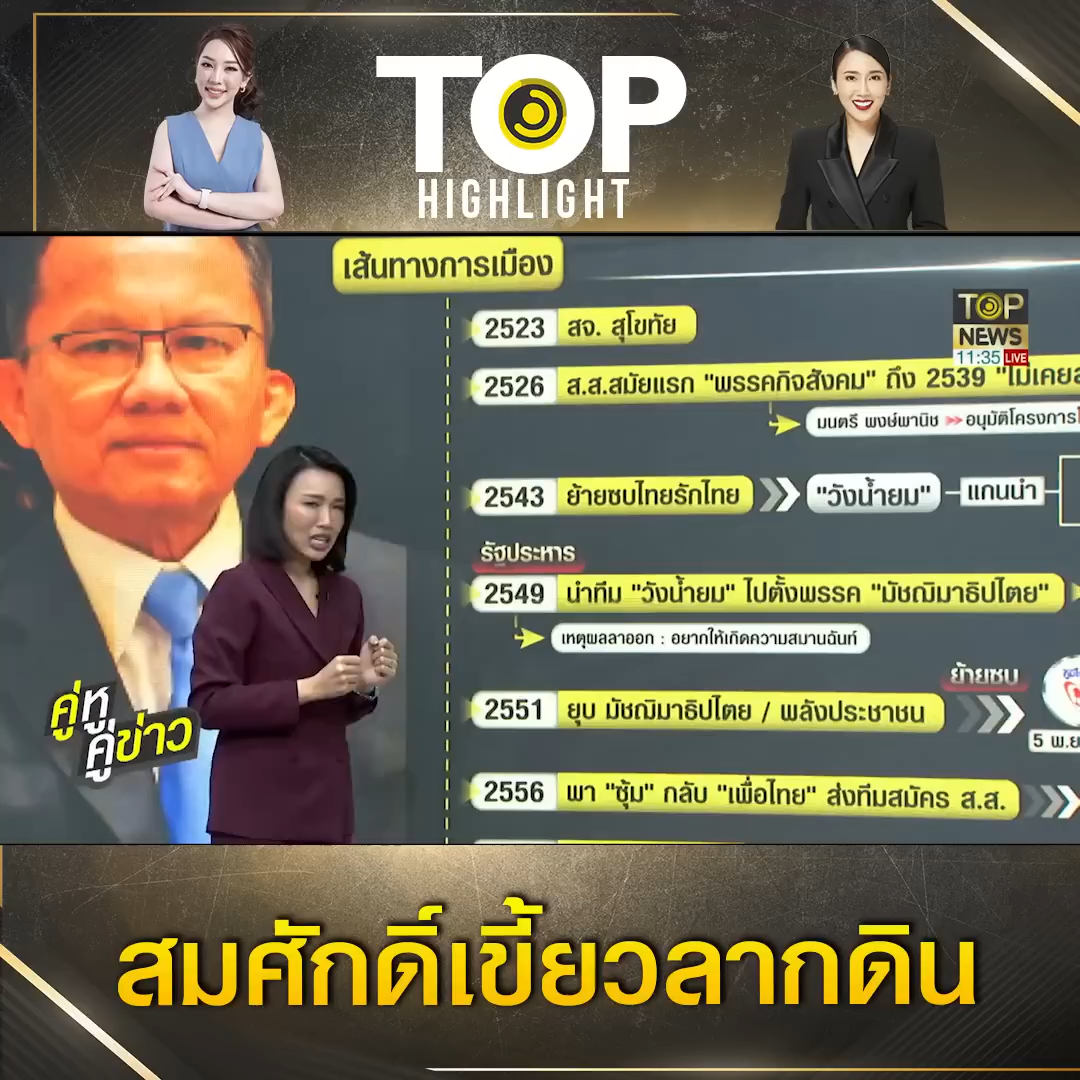 TOP
HIGHLIGHT
เส้นทางการเมือง
TOP
NEWS
11:35 LIVE
2523 สจ. สุโขทัย
2526 ส.ส.สมัยแรก "พรรคกิจสังคม" ถึง 2539 "ไม่เคย
มนตรี พงษ์พานิช >> อนุมัติโครงการ
2543 ย้ายซบไทยรักไทย "วังน้ำยม" แกนนำ
รัฐประหาร
2549 นำทีม "วังน้ำยม" ไปตั้งพรรค "มัชฌิมาธิปไตย"
เหตุผลลาออก : อยากให้เกิดความสมานฉันท์
ย้ายซบ
2551 ยุบ มัชฌิมาธิปไตย / พลังประชาชน
5 พ.ย
2556 พา "ซุ้ม" กลับ "เพื่อไทย" ส่งทีมสมัคร ส.ส.
คู่หู
คู่ข่าว
สมศักดิ์เขี้ยวลากดิน